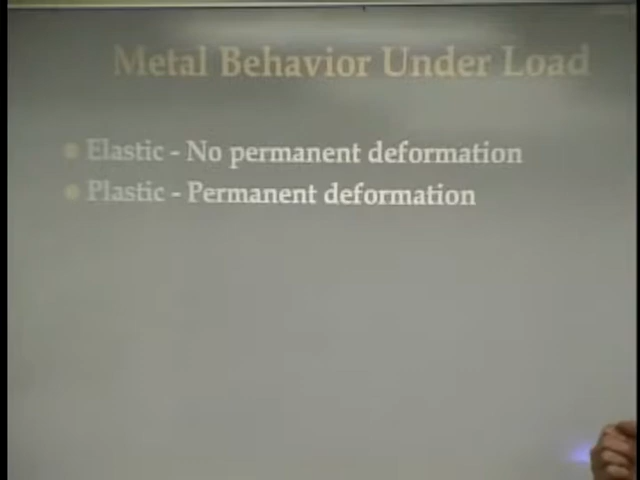 Metal Behavior Under Load
Elastic - No permanent deformation
Plastic - Permanent deformation